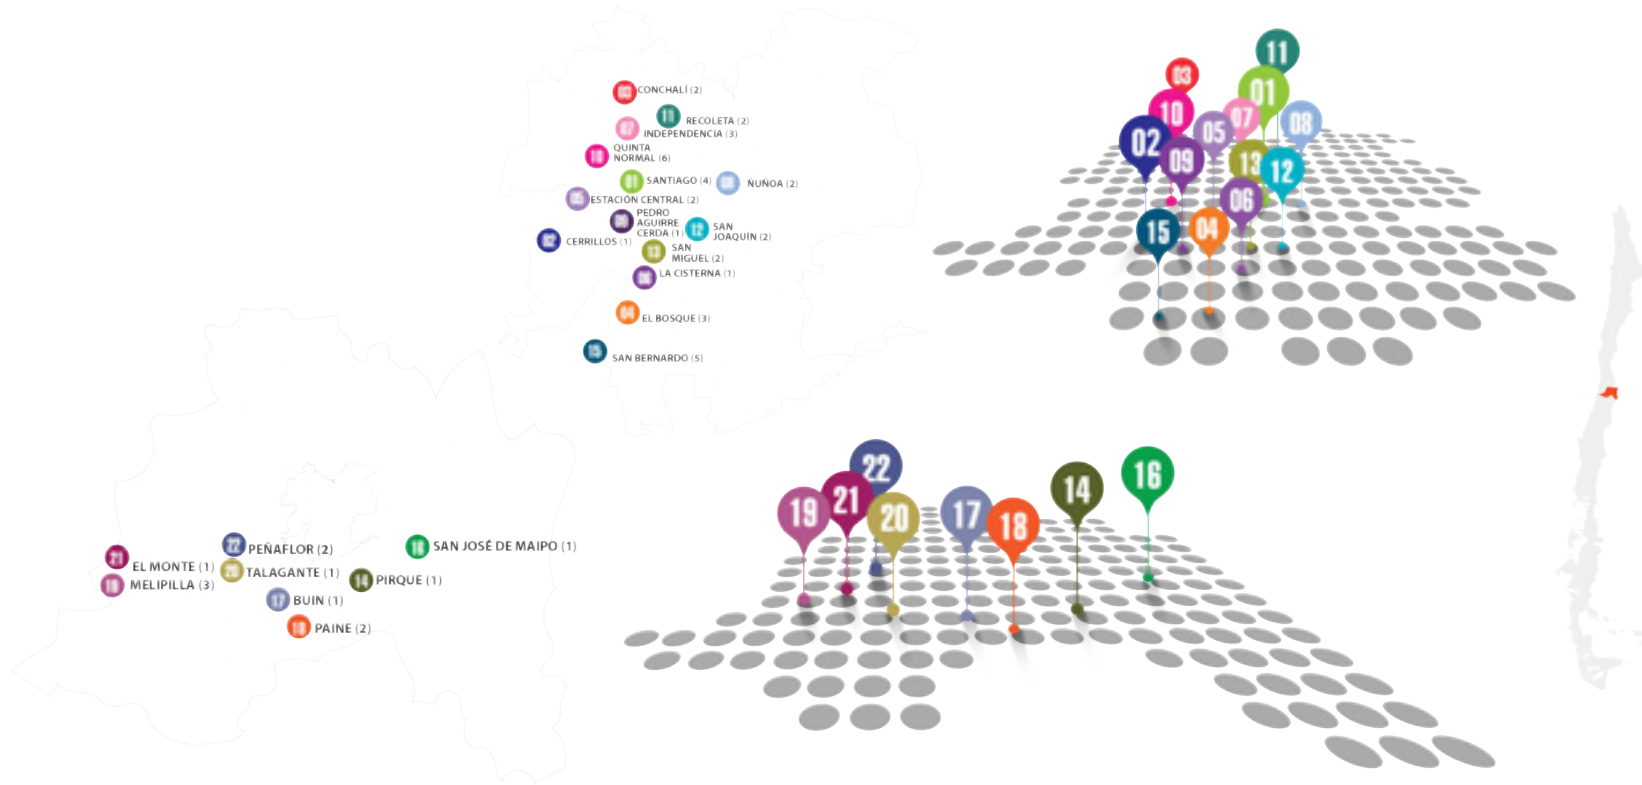 03 CONCHALÍ (2)
11 RECOLETA (2)
07 INDEPENDENCIA (3)
10 QUINTA
NORMAL (6)
01 SANTIAGO (4)
08 ÑUÑOA (2)
05 ESTACIÓN CENTRAL (2)
09 PEDRO
AGUIRRE
CERDA (1)
12 SAN
JOAQUÍN (2)
02 CERRILLOS (1)
13 SAN
MIGUEL (2)
06 LA CISTERNA (1)
04 EL BOSQUE (3)
15 SAN BERNARDO (5)
11
03
01
10
07
08
05
02
09
13
12
06
15
04
22 PEÑAFLOR (2)
16 SAN JOSÉ DE MAIPO (1)
21 EL MONTE (1)
20 TALAGANTE (1)
19 MELIPILLA (3)
14 PIRQUE (1)
17 BUIN (1)
18 PAINE (2)
22
16
14
21
19
20
17
18